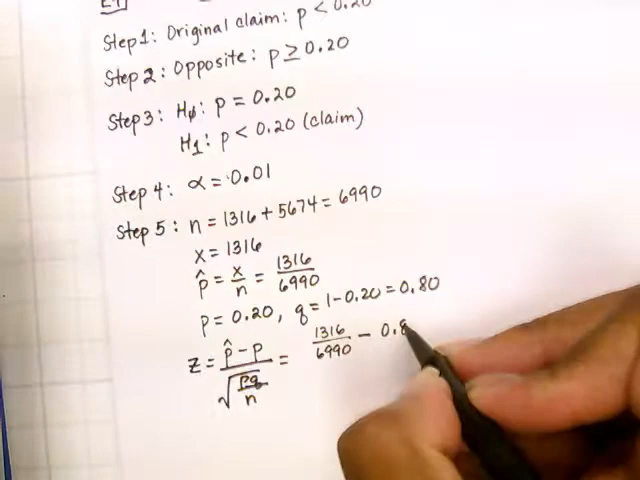 E1
Step 1: Original claim: p < 0.20
Step 2: Opposite: p ≥ 0.20
Step 3: H₀: p = 0.20
H₁: p < 0.20 (claim)
Step 4: α = 0.01
Step 5: n = 1316 + 5674 = 6990
x = 1316
p̂ = x/n = 1316/6990
p = 0.20, q = 1 - 0.20 = 0.80
z = (p̂ - p)/√(pq/n) = 1316/6990 - 0.8